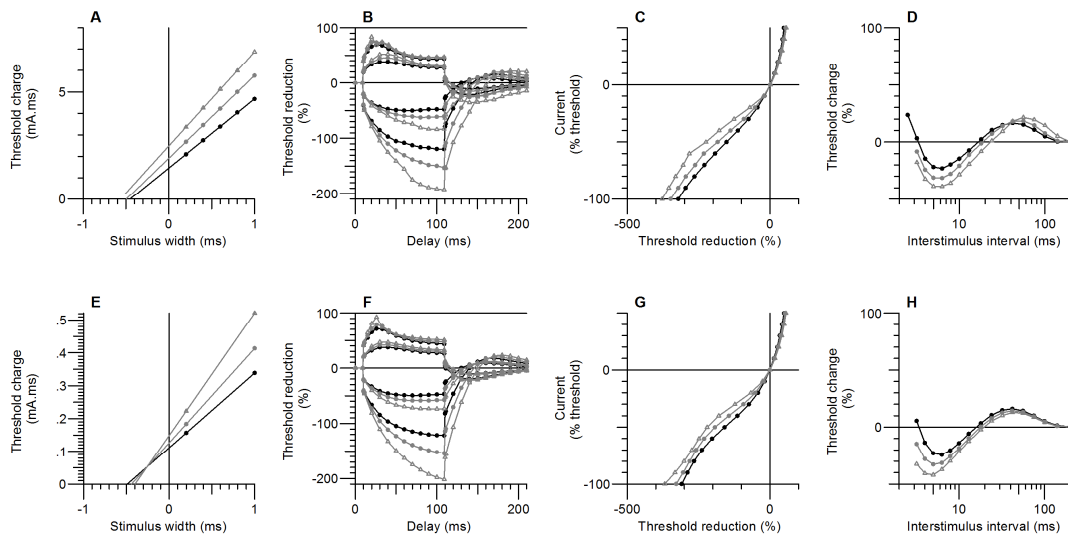 A B C D
Threshold charge
(mA.ms)
5
0
-1 0 1
Stimulus width (ms)
Threshold reduction
(%)
100
0
-100
-200
0 100 200
Delay (ms)
Current
(% threshold)
0
-100
-500 0
Threshold reduction (%)
Threshold change
(%)
100
0
10 100
Interstimulus interval (ms)
E F G H
Threshold charge
(mA.ms)
.5
.4
.3
.2
.1
0
-1 0 1
Stimulus width (ms)
Threshold reduction
(%)
100
0
-100
-200
0 100 200
Delay (ms)
Current
(% threshold)
0
-100
-500 0
Threshold reduction (%)
Threshold change
(%)
100
0
10 100
Interstimulus interval (ms)